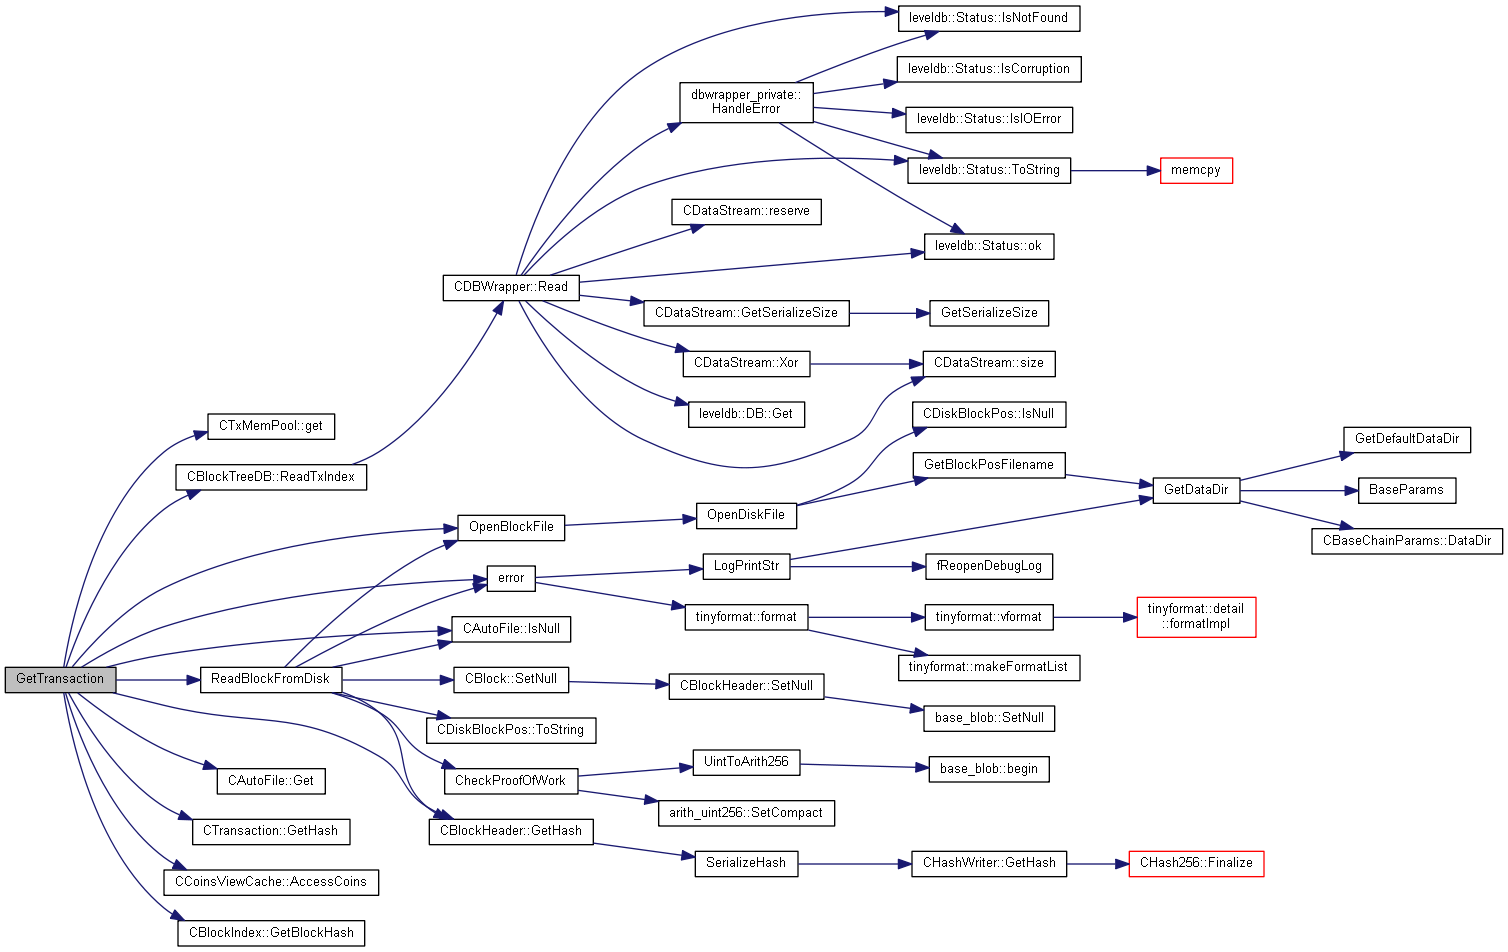 leveldb::Status::IsNotFound
leveldb::Status::IsCorruption
dbwrapper_private::
HandleError
leveldb::Status::IsIOError
leveldb::Status::ToString
memcpy
CDataStream::reserve
leveldb::Status::ok
CDBWrapper::Read
CDataStream::GetSerializeSize
GetSerializeSize
CDataStream::Xor
CDataStream::size
leveldb::DB::Get
CDiskBlockPos::IsNull
CTxMemPool::get
GetDefaultDataDir
GetBlockPosFilename
CBlockTreeDB::ReadTxIndex
GetDataDir
BaseParams
OpenDiskFile
OpenBlockFile
CBaseChainParams::DataDir
LogPrintStr
fReopenDebugLog
error
tinyformat::format
tinyformat::vformat
tinyformat::detail
::formatImpl
CAutoFile::IsNull
tinyformat::makeFormatList
GetTransaction
ReadBlockFromDisk
CBlock::SetNull
CBlockHeader::SetNull
base_blob::SetNull
CDiskBlockPos::ToString
UintToArith256
base_blob::begin
CAutoFile::Get
CheckProofOfWork
arith_uint256::SetCompact
CTransaction::GetHash
CBlockHeader::GetHash
SerializeHash
CHashWriter::GetHash
CHash256::Finalize
CCoinsViewCache::AccessCoins
CBlockIndex::GetBlockHash